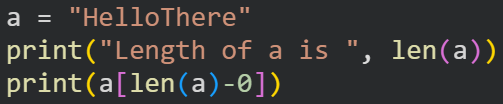 a = "HelloThere"
print("Length of a is ", len(a))
print(a[len(a)-0])